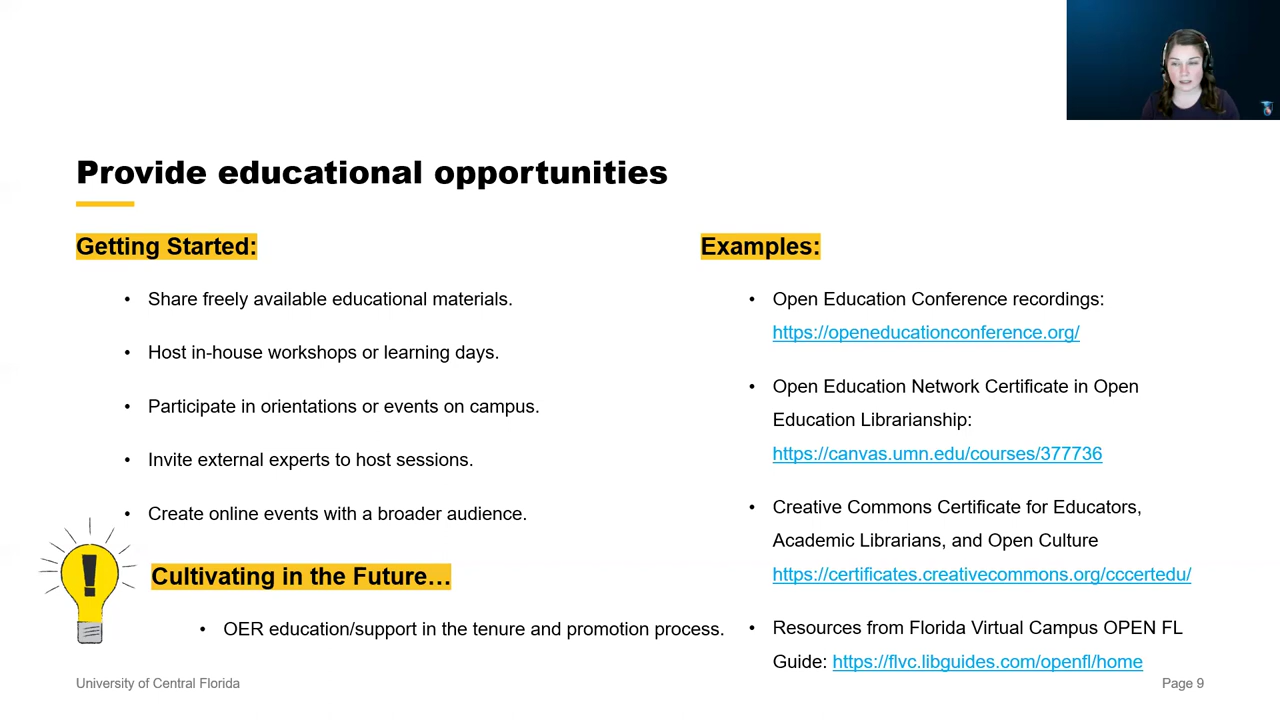 Provide educational opportunities
Getting Started:
• Share freely available educational materials.
• Host in-house workshops or learning days.
• Participate in orientations or events on campus.
• Invite external experts to host sessions.
• Create online events with a broader audience.
Cultivating in the Future…
• OER education/support in the tenure and promotion process.
Examples:
• Open Education Conference recordings:
https://openeducationconference.org/
• Open Education Network Certificate in Open
Education Librarianship:
https://canvas.umn.edu/courses/377736
• Creative Commons Certificate for Educators,
Academic Librarians, and Open Culture
https://certificates.creativecommons.org/cccertedu/
• Resources from Florida Virtual Campus OPEN FL
Guide: https://flvc.libguides.com/openfl/home
University of Central Florida
Page 9